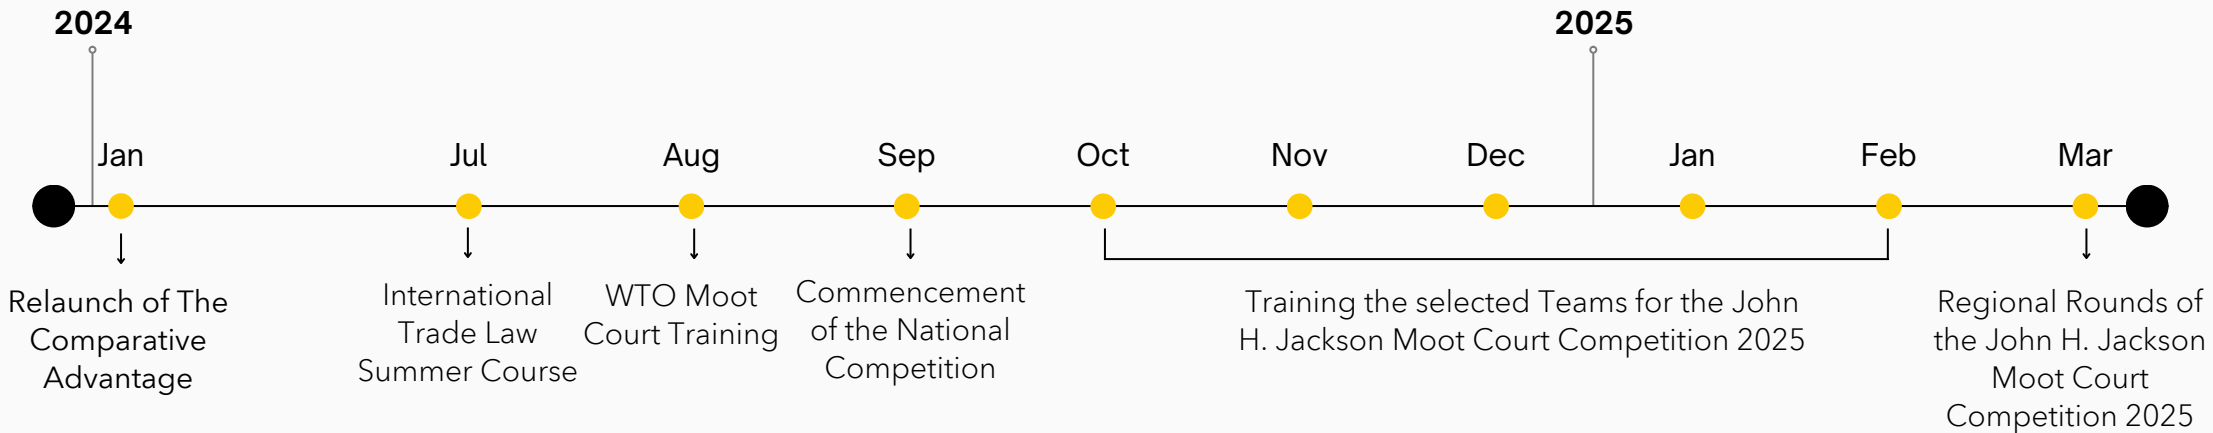 2024
2025
Jan
Jul
Aug
Sep
Oct
Nov
Dec
Jan
Feb
Mar
Relaunch of The
Comparative
Advantage
International
Trade Law
Summer Course
WTO Moot
Court Training
Commencement
of the National
Competition
Training the selected Teams for the John
H. Jackson Moot Court Competition 2025
Regional Rounds of
the John H. Jackson
Moot Court
Competition 2025